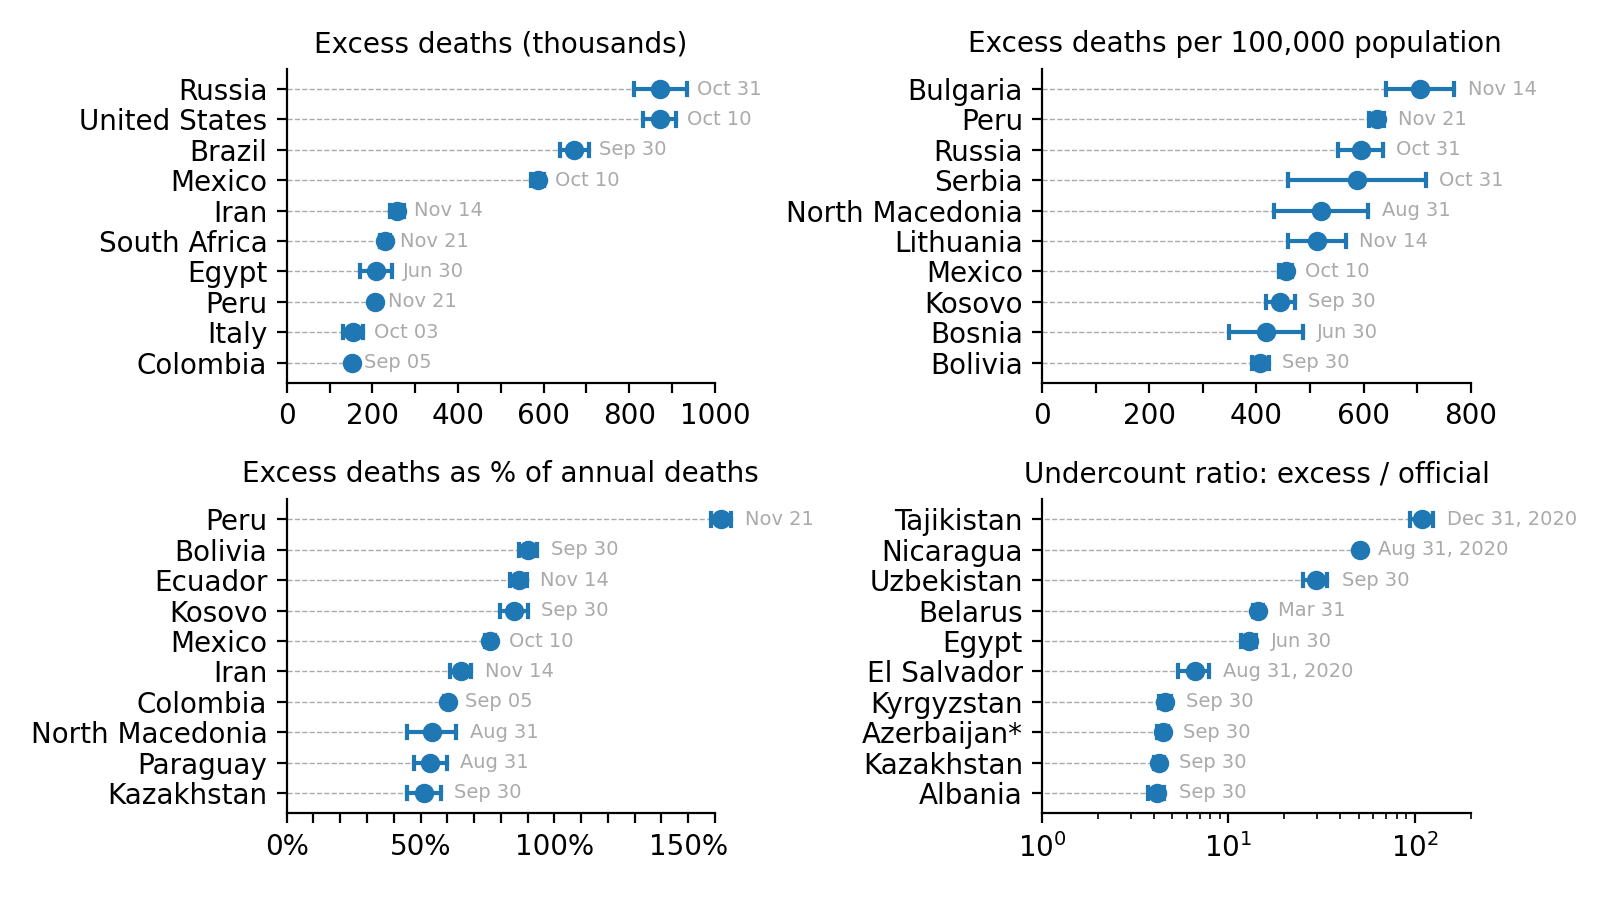 Excess deaths (thousands)
Russia Oct 31
United States Oct 10
Brazil Sep 30
Mexico Oct 10
Iran Nov 14
South Africa Nov 21
Egypt Jun 30
Peru Nov 21
Italy Oct 03
Colombia Sep 05
0 200 400 600 800 1000
Excess deaths per 100,000 population
Bulgaria Nov 14
Peru Nov 21
Russia Oct 31
Serbia Oct 31
North Macedonia Aug 31
Lithuania Nov 14
Mexico Oct 10
Kosovo Sep 30
Bosnia Jun 30
Bolivia Sep 30
0 200 400 600 800
Excess deaths as % of annual deaths
Peru Nov 21
Bolivia Sep 30
Ecuador Nov 14
Kosovo Sep 30
Mexico Oct 10
Iran Nov 14
Colombia Sep 05
North Macedonia Aug 31
Paraguay Aug 31
Kazakhstan Sep 30
0% 50% 100% 150%
Undercount ratio: excess / official
Tajikistan Dec 31, 2020
Nicaragua Aug 31, 2020
Uzbekistan Sep 30
Belarus Mar 31
Egypt Jun 30
El Salvador Aug 31, 2020
Kyrgyzstan Sep 30
Azerbaijan* Sep 30
Kazakhstan Sep 30
Albania Sep 30
10⁰ 10¹ 10²